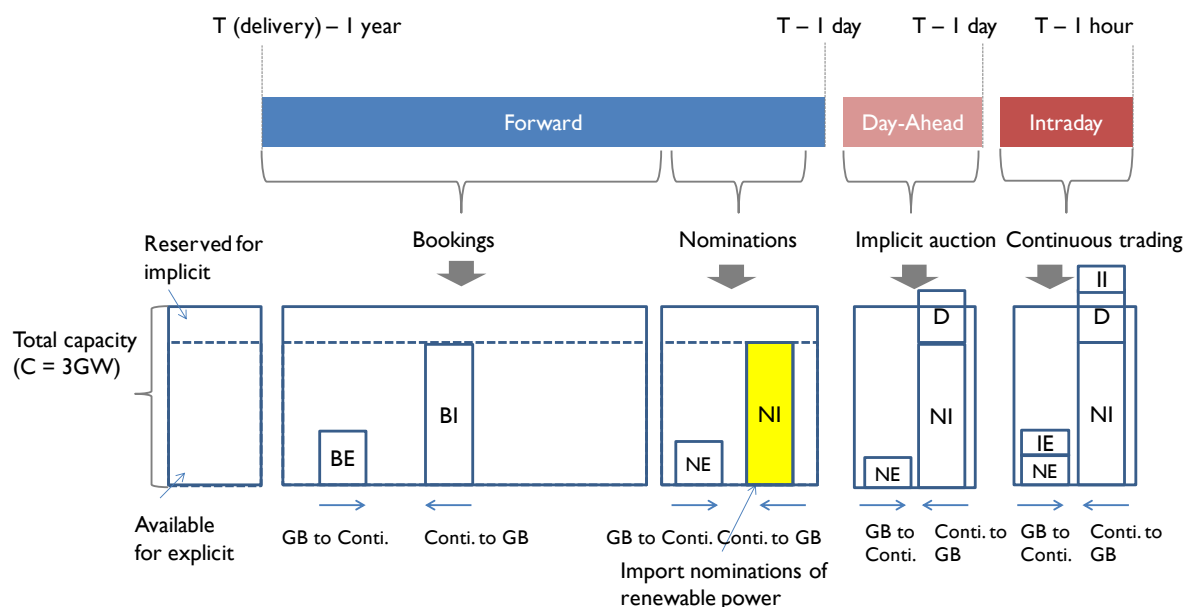 T (delivery) – 1 year
T – 1 day
T – 1 day
T – 1 hour
Forward
Day-Ahead
Intraday
Reserved for
implicit
Bookings
Nominations
Implicit auction
Continuous trading
Total capacity
(C = 3GW)
BE
BI
NE
NI
NE
D
NI
IE
NE
II
D
NI
Available
for explicit
GB to Conti.
Conti. to GB
GB to Conti.
Conti. to GB
GB to
Conti.
Conti. to
GB
GB to
Conti.
Conti. to
GB
Import nominations of
renewable power